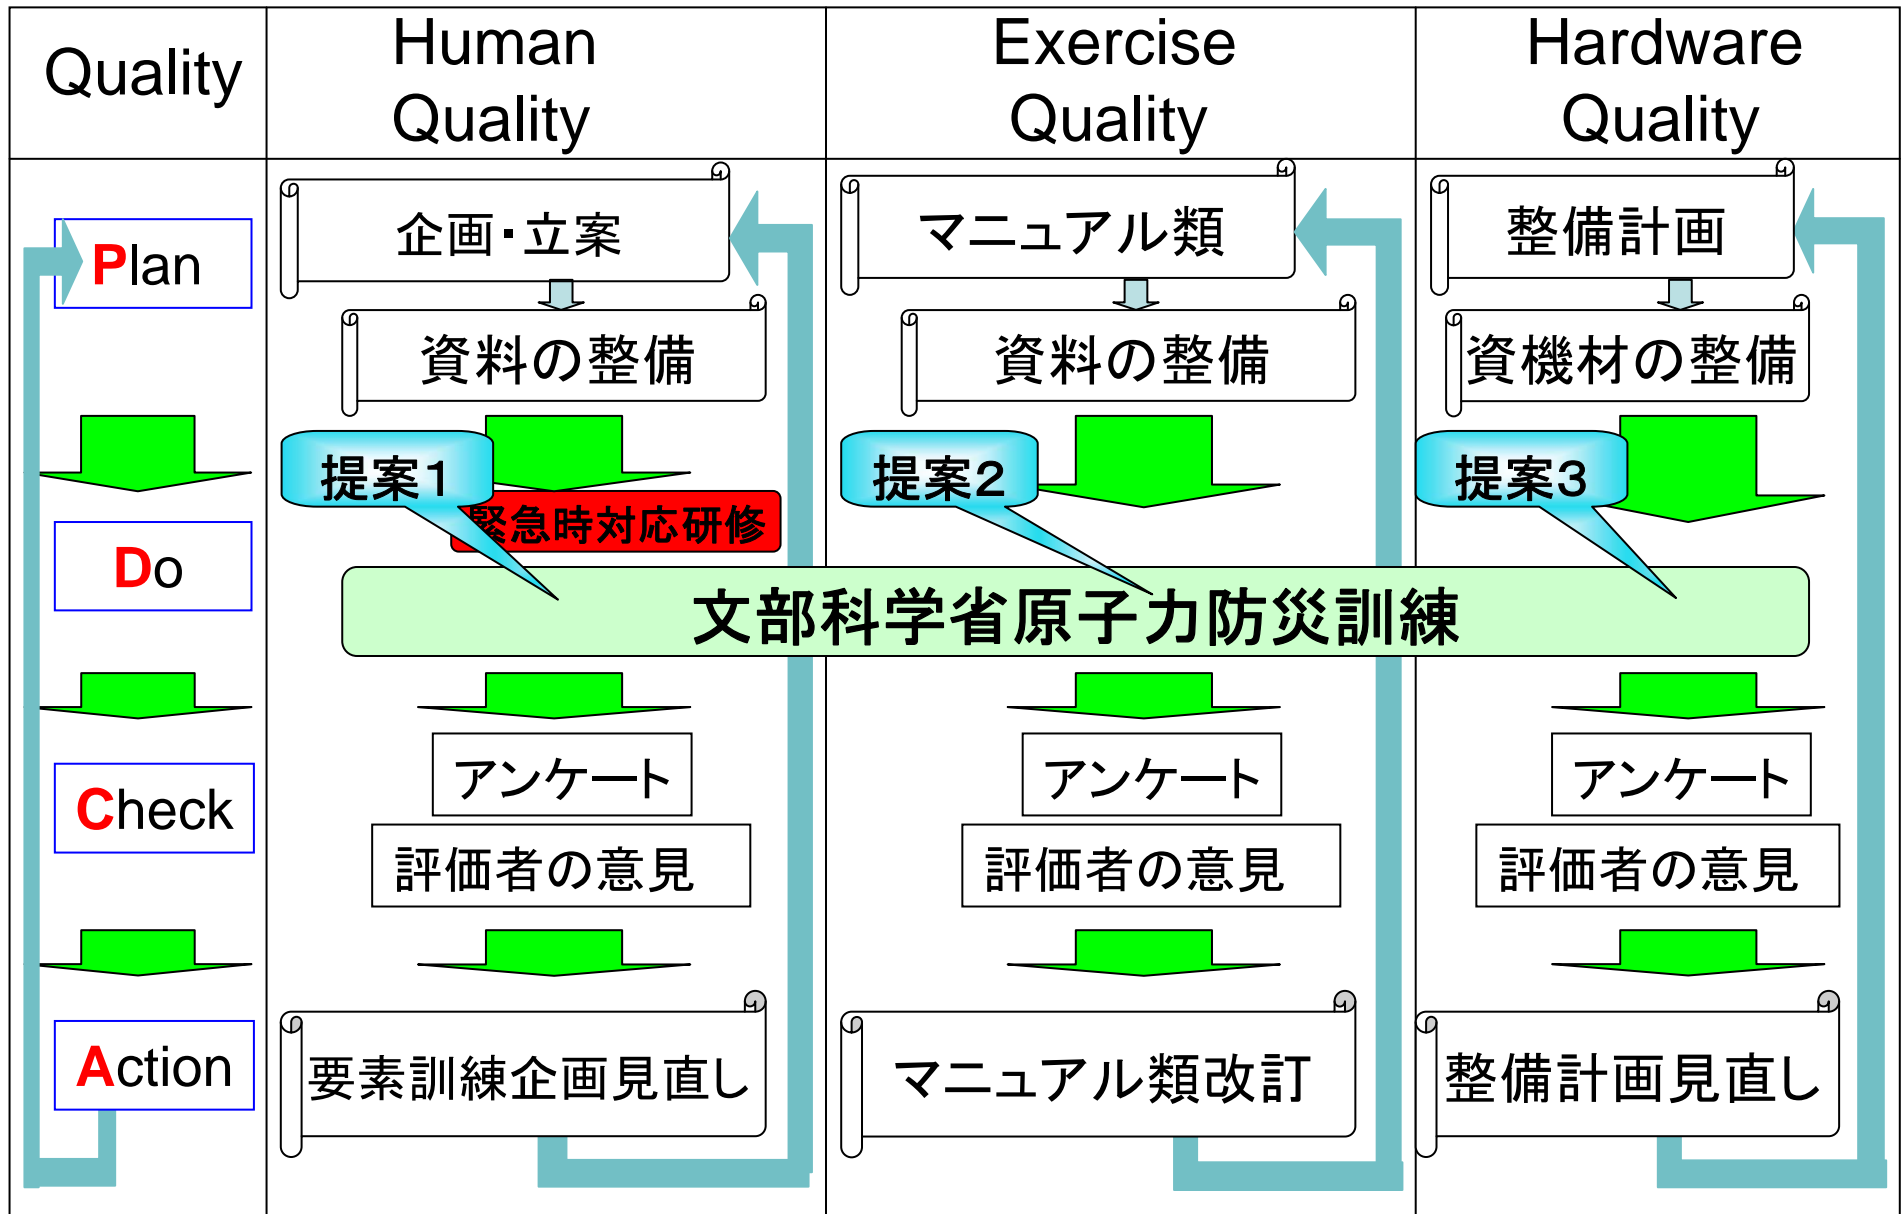 Quality
Human
Quality
Exercise
Quality
Hardware
Quality
Plan
企画・立案
マニュアル類
整備計画
資料の整備
資料の整備
資機材の整備
提案1
提案2
提案3
緊急時対応研修
Do
文部科学省原子力防災訓練
アンケート
アンケート
アンケート
Check
評価者の意見
評価者の意見
評価者の意見
Action
要素訓練企画見直し
マニュアル類改訂
整備計画見直し